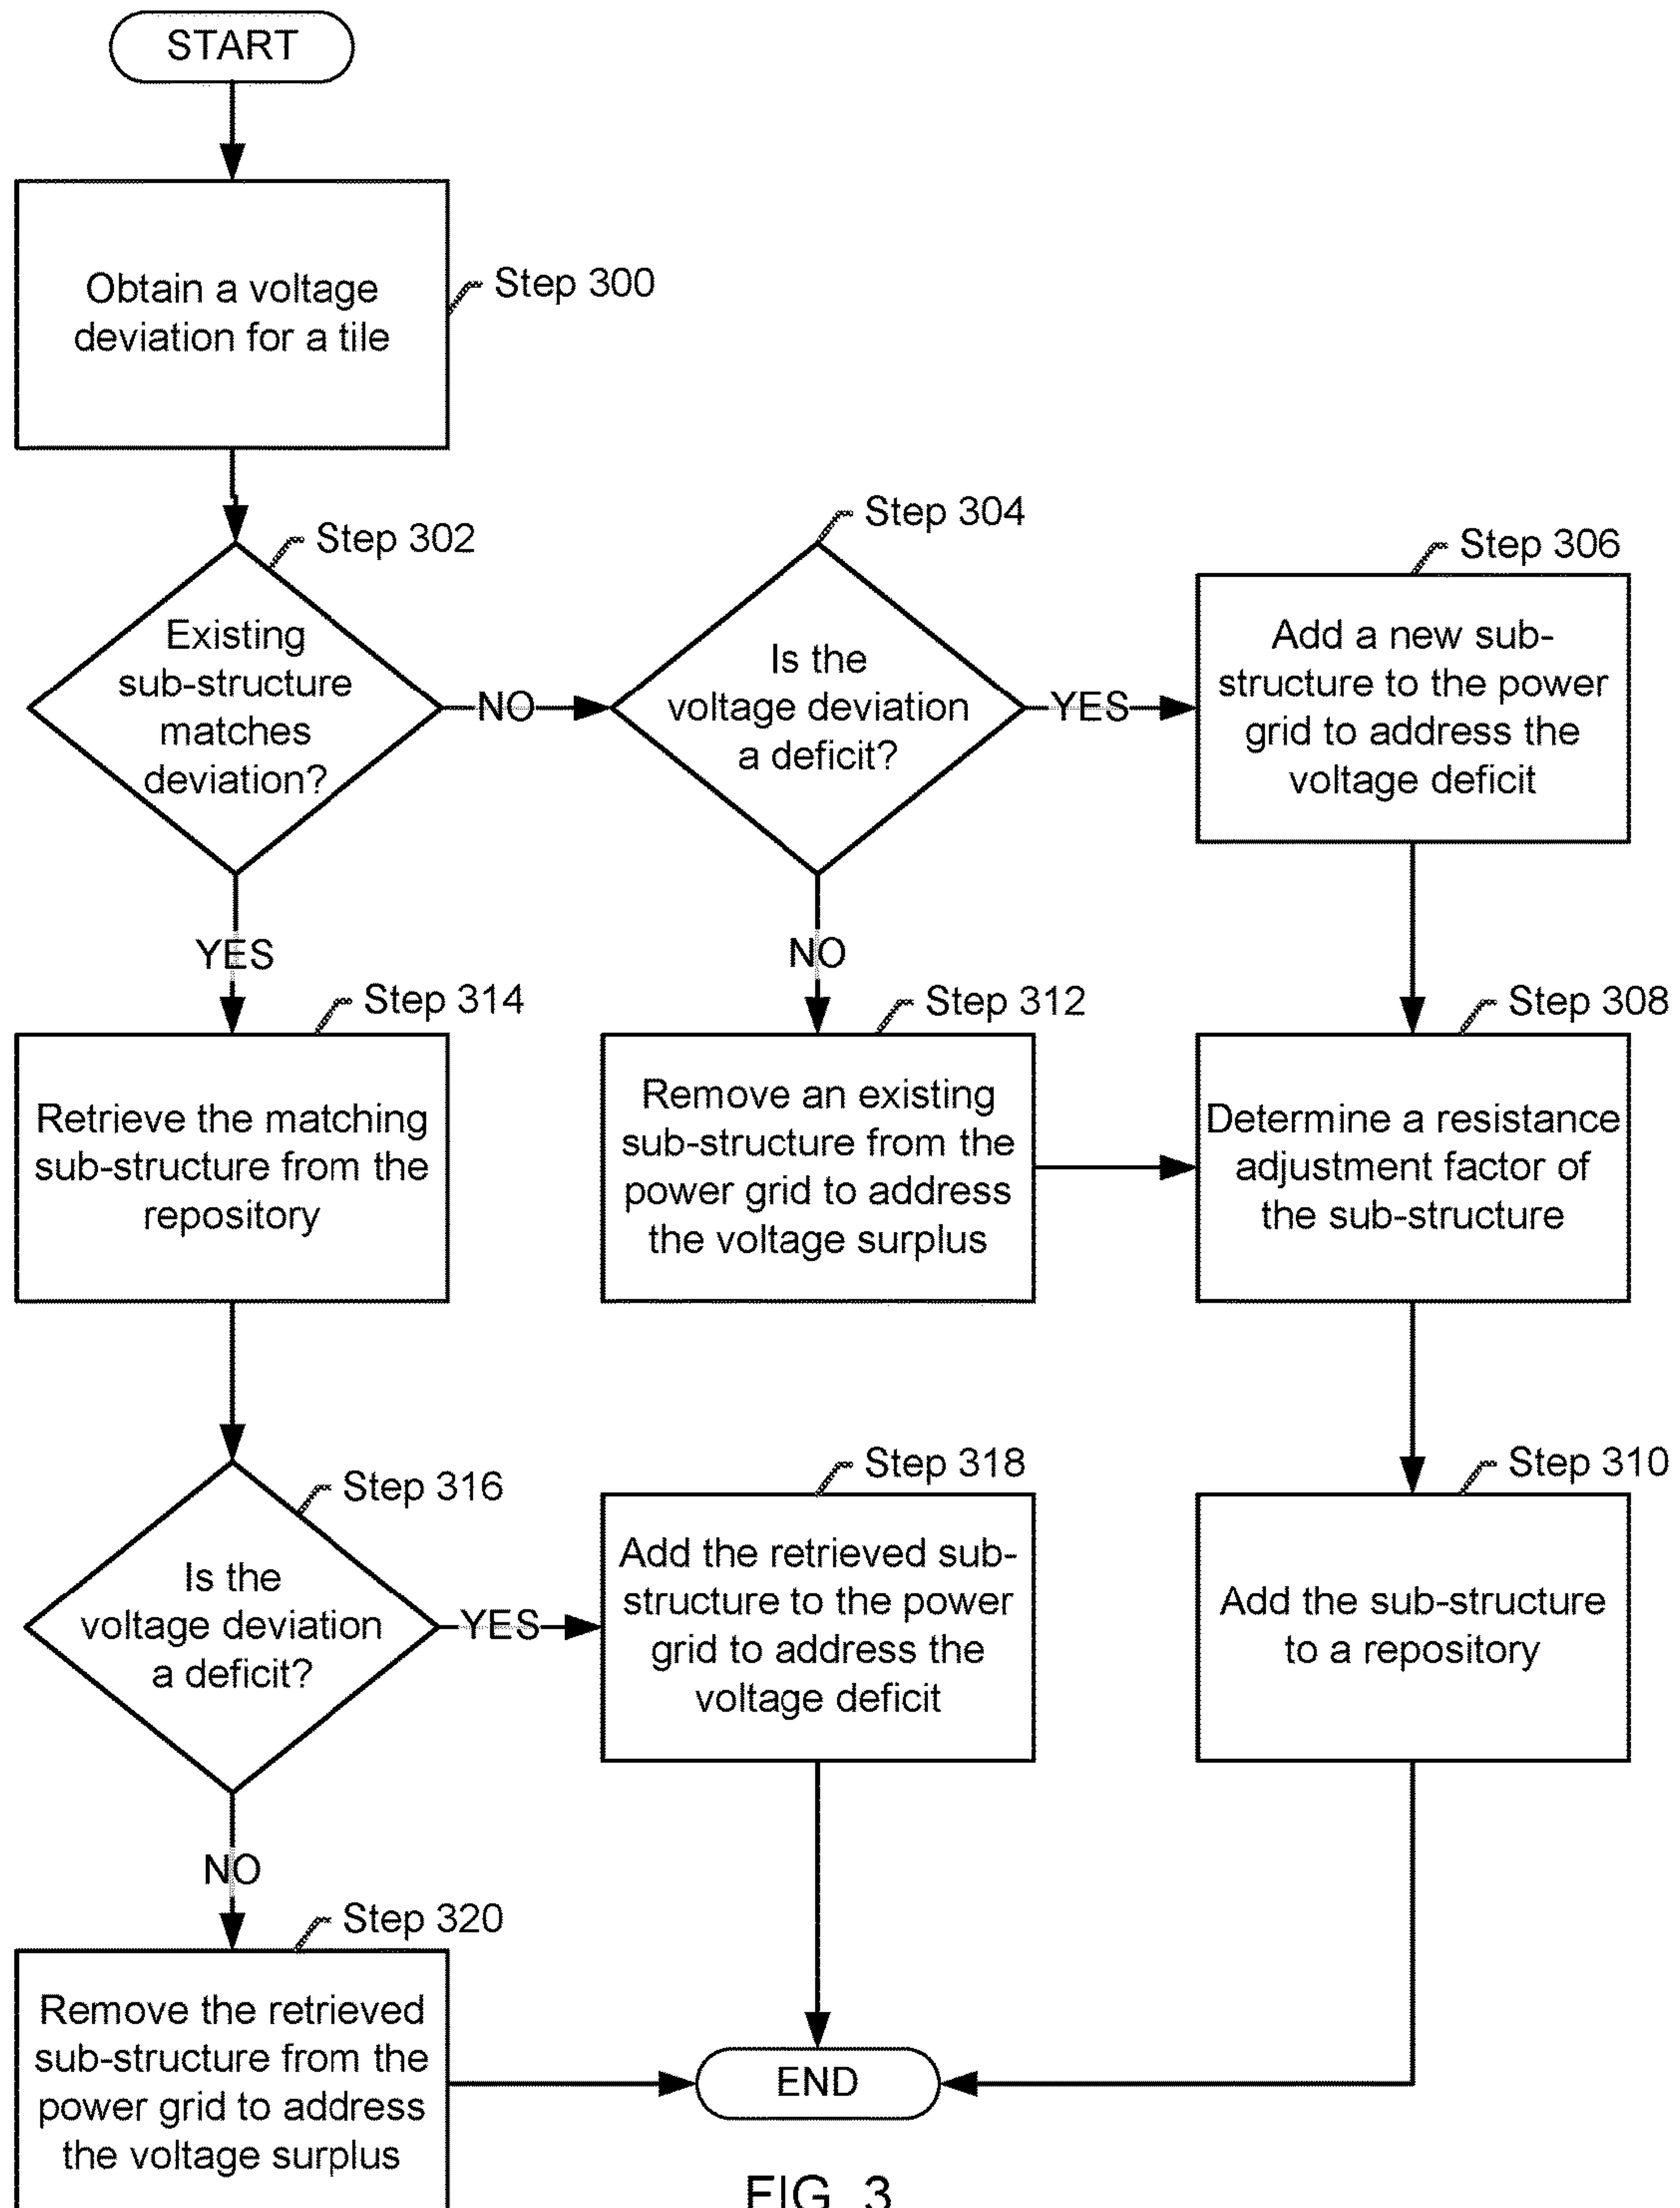 START
Obtain a voltage
deviation for a tile
Step 300
Step 302
Existing
sub-structure
matches
deviation?
NO
YES
Step 304
Is the
voltage deviation
a deficit?
YES
NO
Step 306
Add a new sub-
structure to the power
grid to address the
voltage deficit
Step 314
Retrieve the matching
sub-structure from the
repository
Step 312
Remove an existing
sub-structure from the
power grid to address
the voltage surplus
Step 308
Determine a resistance
adjustment factor of
the sub-structure
Step 316
Is the
voltage deviation
a deficit?
YES
NO
Step 318
Add the retrieved sub-
structure to the power
grid to address the
voltage deficit
Step 310
Add the sub-structure
to a repository
Step 320
Remove the retrieved
sub-structure from the
power grid to address
the voltage surplus
END
FIG. 3